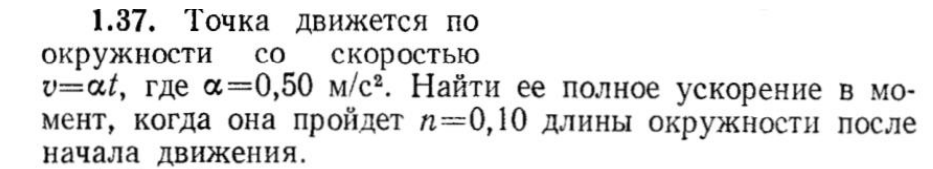 1.37. Точка движется по
окружности со скоростью
v=αt, где α=0,50 м/с². Найти ее полное ускорение в мо-
мент, когда она пройдет n=0,10 длины окружности после
начала движения.